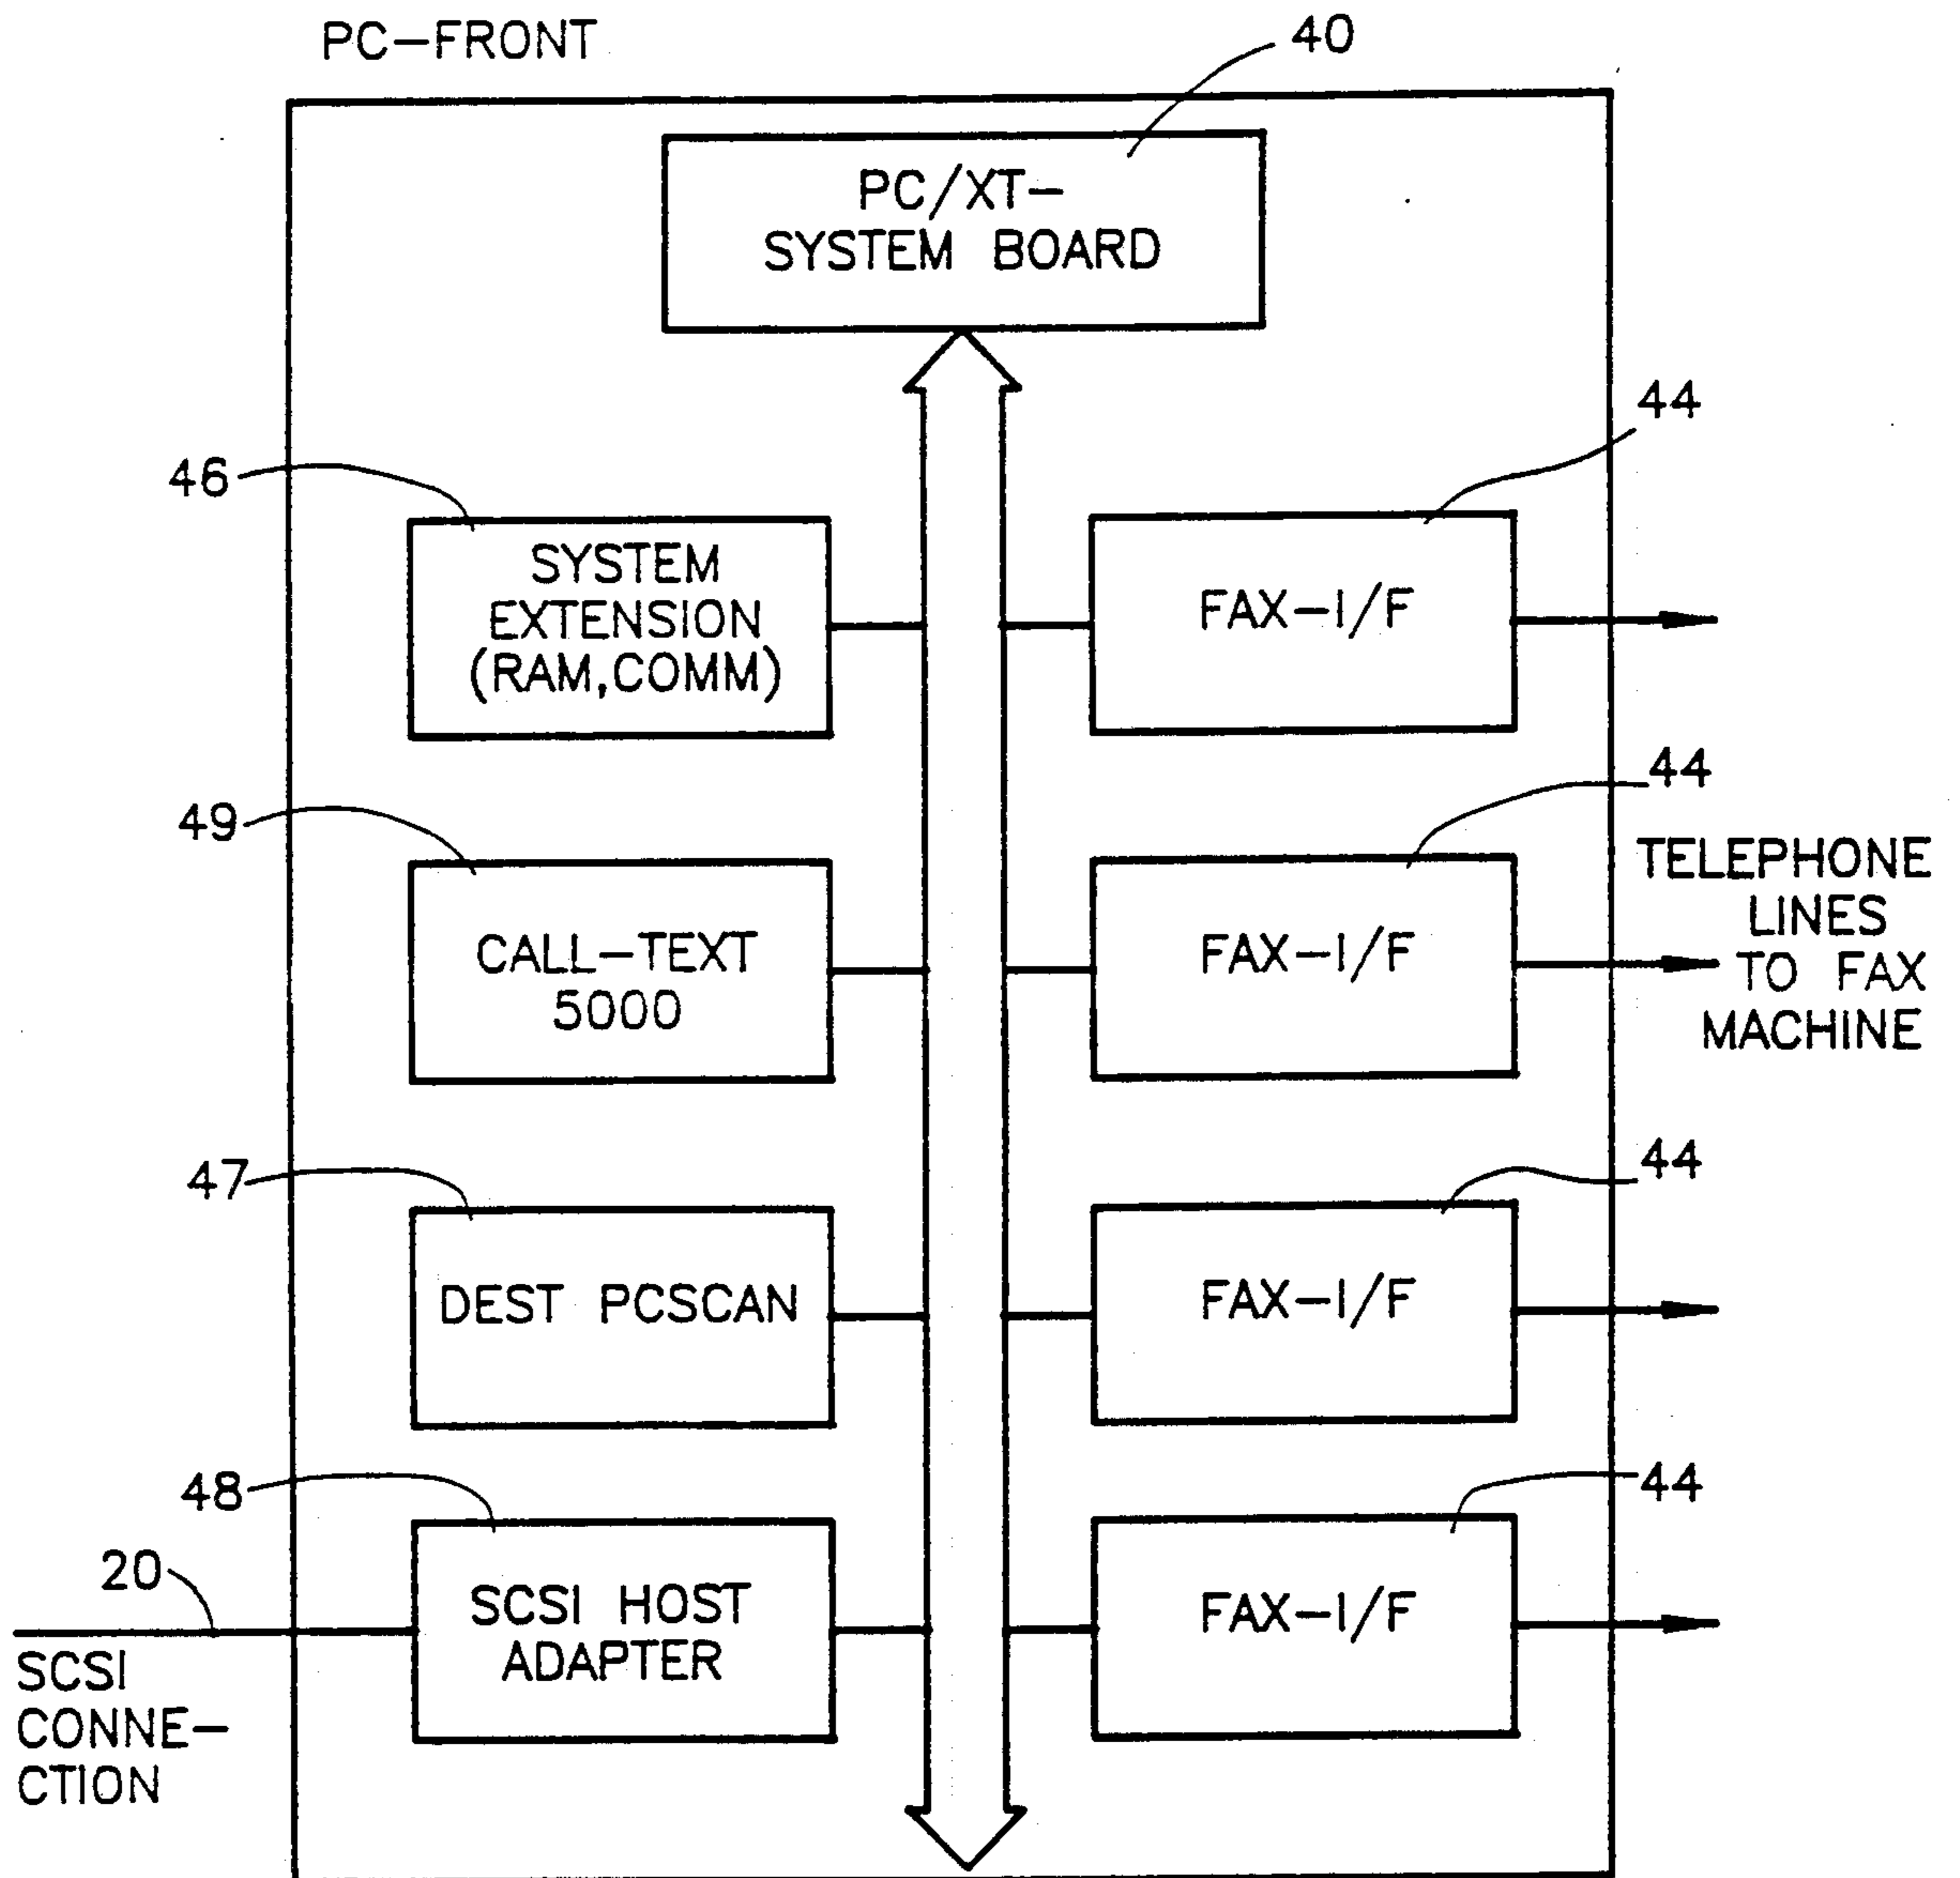 PC-FRONT
40
PC/XT-
SYSTEM BOARD
44
46
SYSTEM
EXTENSION
(RAM,COMM)
FAX-I/F
44
49
CALL-TEXT
5000
FAX-I/F
TELEPHONE
LINES
TO FAX
MACHINE
44
47
DEST PCSCAN
FAX-I/F
44
48
20
SCSI HOST
ADAPTER
FAX-I/F
SCSI
CONNE-
CTION